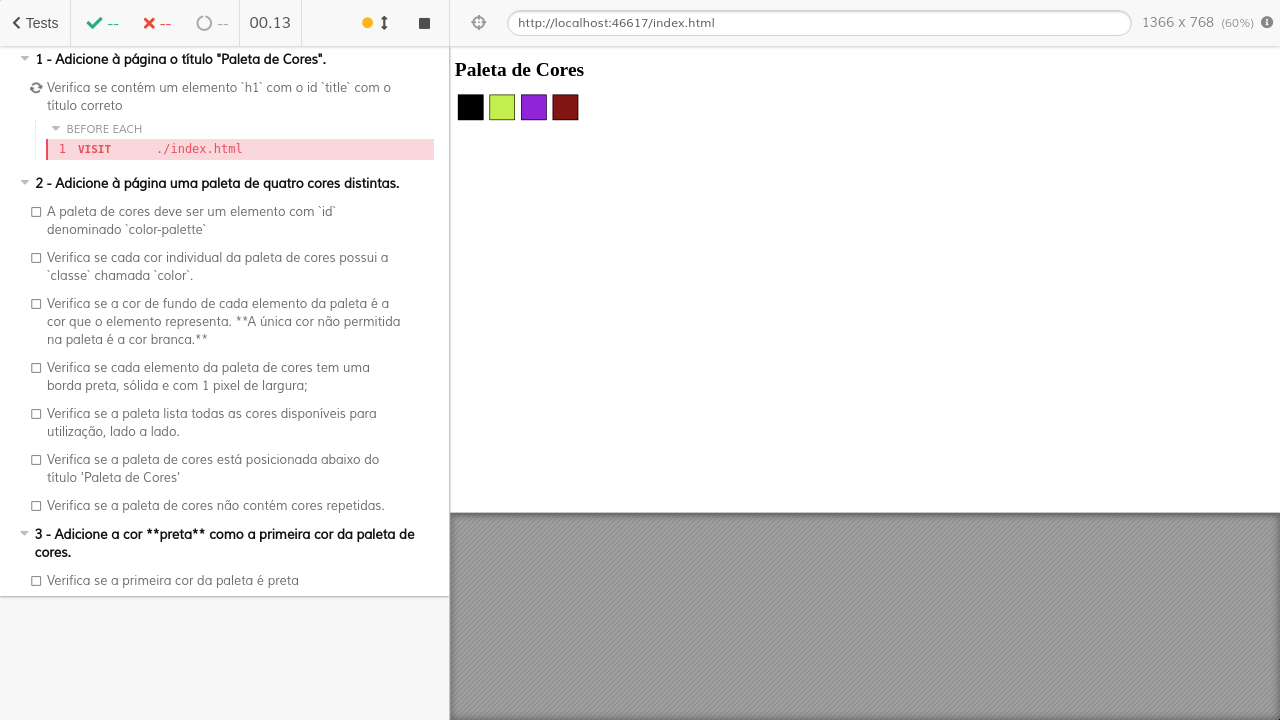 Tests -- -- -- 00.13 http://localhost:46617/index.html 1366 x 768 (60%)
1 - Adicione à página o título "Paleta de Cores".
Verifica se contém um elemento `h1` com o id `title` com o
título correto
BEFORE EACH
1 VISIT ./index.html
2 - Adicione à página uma paleta de quatro cores distintas.
A paleta de cores deve ser um elemento com `id`
denominado `color-palette`
Verifica se cada cor individual da paleta de cores possui a
`classe` chamada `color`.
Verifica se a cor de fundo de cada elemento da paleta é a
cor que o elemento representa. **A única cor não permitida
na paleta é a cor branca.**
Verifica se cada elemento da paleta de cores tem uma
borda preta, sólida e com 1 pixel de largura;
Verifica se a paleta lista todas as cores disponíveis para
utilização, lado a lado.
Verifica se a paleta de cores está posicionada abaixo do
título 'Paleta de Cores'
Verifica se a paleta de cores não contém cores repetidas.
3 - Adicione a cor **preta** como a primeira cor da paleta de
cores.
Verifica se a primeira cor da paleta é preta
Paleta de Cores